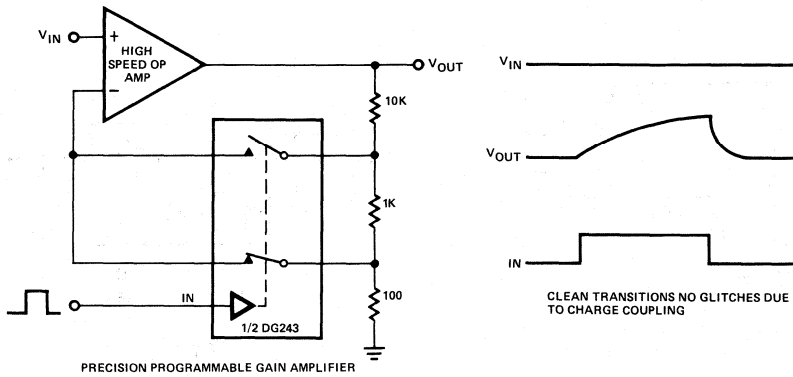 VIN
+
HIGH
SPEED OP
AMP
−
VOUT
10K
1K
100
IN
1/2 DG243
PRECISION PROGRAMMABLE GAIN AMPLIFIER
VIN
VOUT
IN
CLEAN TRANSITIONS NO GLITCHES DUE
TO CHARGE COUPLING